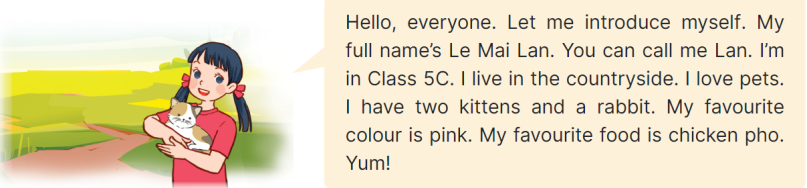 Hello, everyone. Let me introduce myself. My
full name's Le Mai Lan. You can call me Lan. I'm
in Class 5C. I live in the countryside. I love pets.
I have two kittens and a rabbit. My favourite
colour is pink. My favourite food is chicken pho.
Yum!